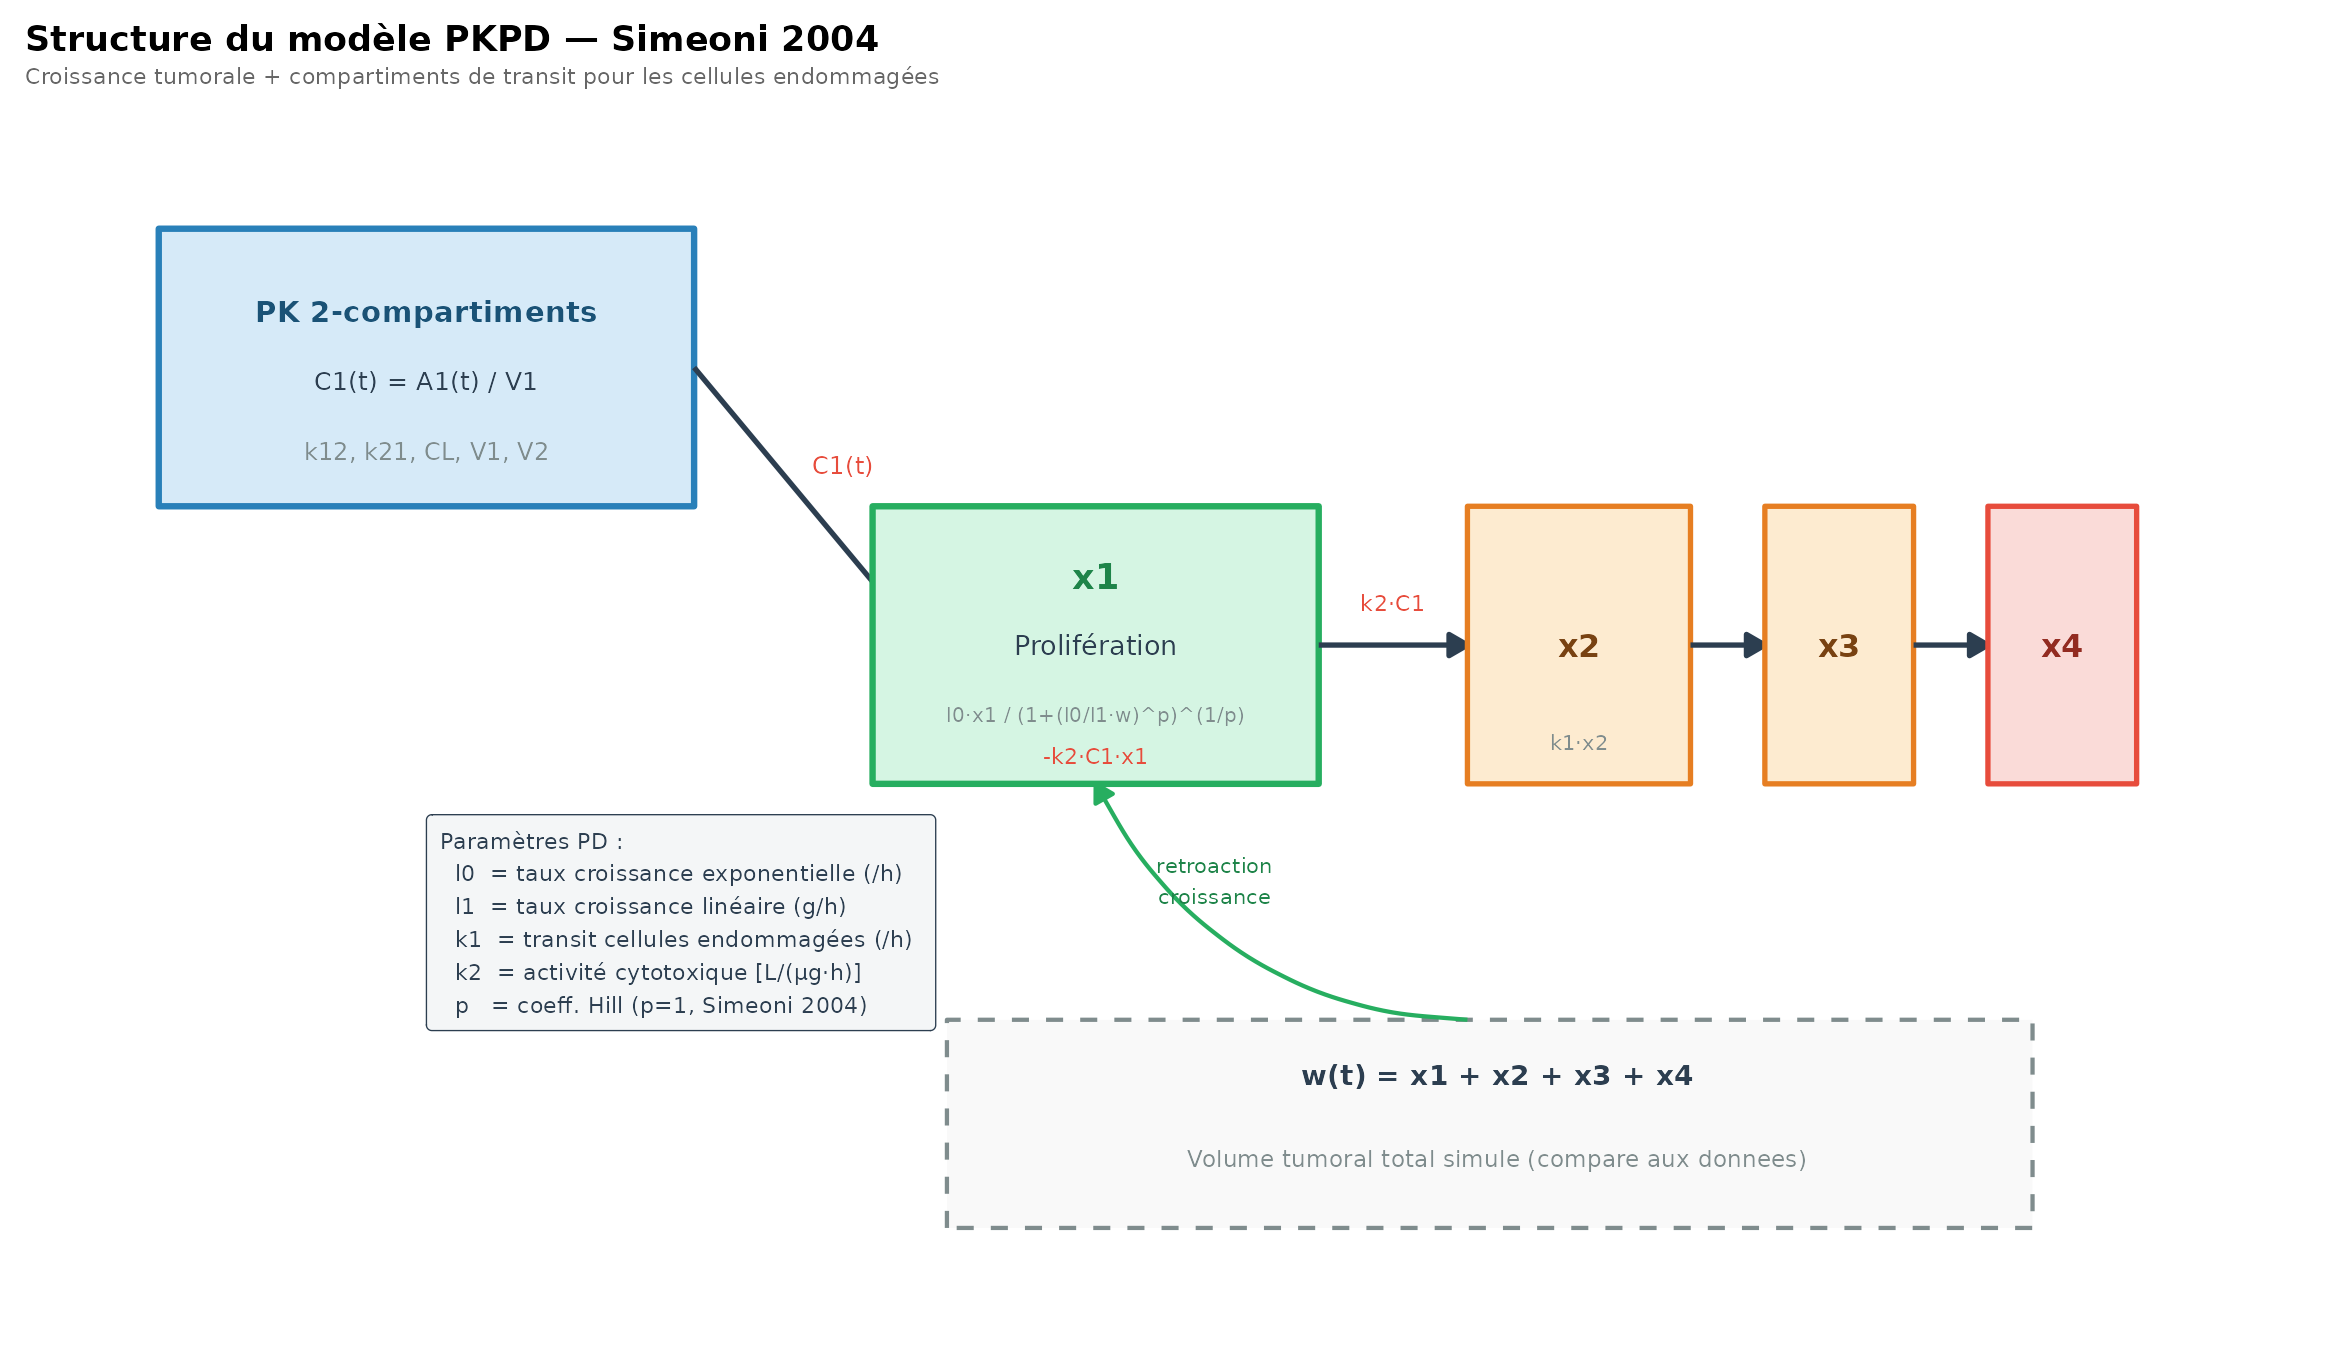 Structure du modèle PKPD — Simeoni 2004
Croissance tumorale + compartiments de transit pour les cellules endommagées
PK 2-compartiments
C1(t) = A1(t) / V1
k12, k21, CL, V1, V2
C1(t)
x1
Prolifération
l0·x1 / (1+(l0/l1·w)^p)^(1/p)
-k2·C1·x1
k2·C1
x2
k1·x2
x3
x4
retroaction
croissance
Paramètres PD :
l0 = taux croissance exponentielle (/h)
l1 = taux croissance linéaire (g/h)
k1 = transit cellules endommagées (/h)
k2 = activité cytotoxique [L/(µg·h)]
p = coeff. Hill (p=1, Simeoni 2004)
w(t) = x1 + x2 + x3 + x4
Volume tumoral total simule (compare aux donnees)